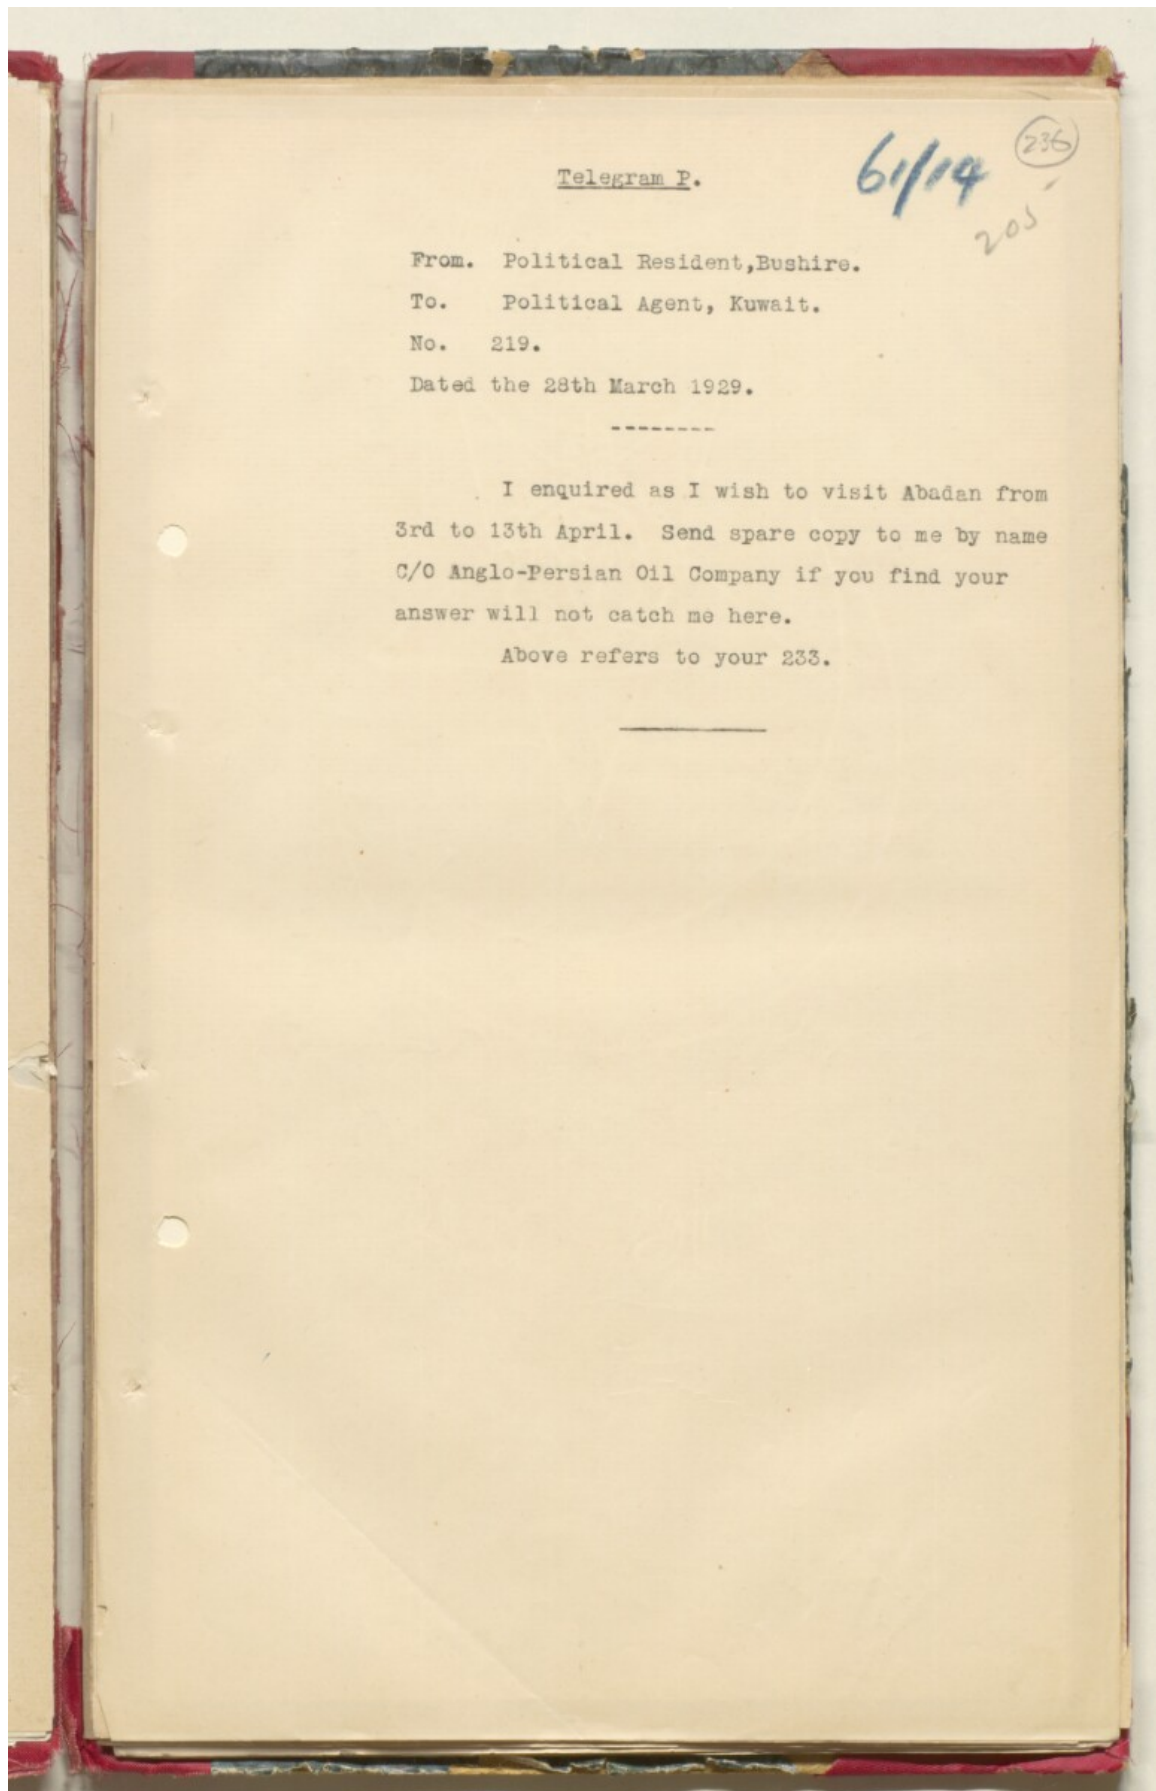 236
61/14
205
Telegram P.
From. Political Resident,Bushire.
To. Political Agent, Kuwait.
No. 219.
Dated the 28th March 1929.
--------
I enquired as I wish to visit Abadan from
3rd to 13th April. Send spare copy to me by name
C/O Anglo-Persian Oil Company if you find your
answer will not catch me here.
Above refers to your 233.